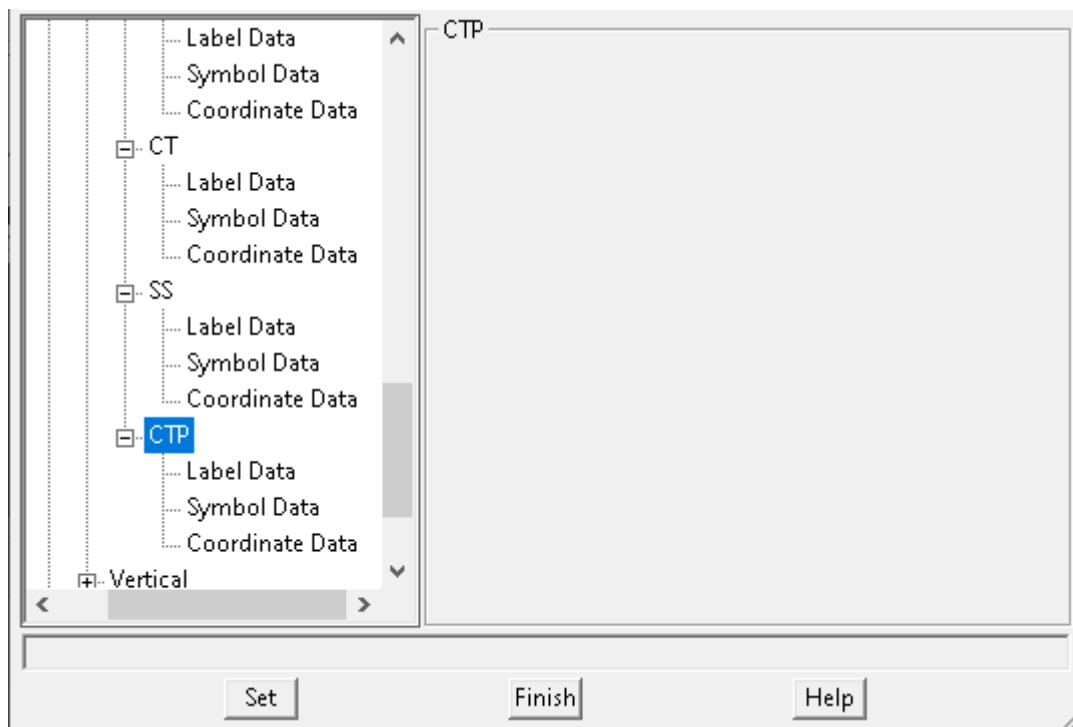 Label Data
Symbol Data
Coordinate Data
CT
Label Data
Symbol Data
Coordinate Data
SS
Label Data
Symbol Data
Coordinate Data
CTP
Label Data
Symbol Data
Coordinate Data
Vertical
CTP
Set Finish Help